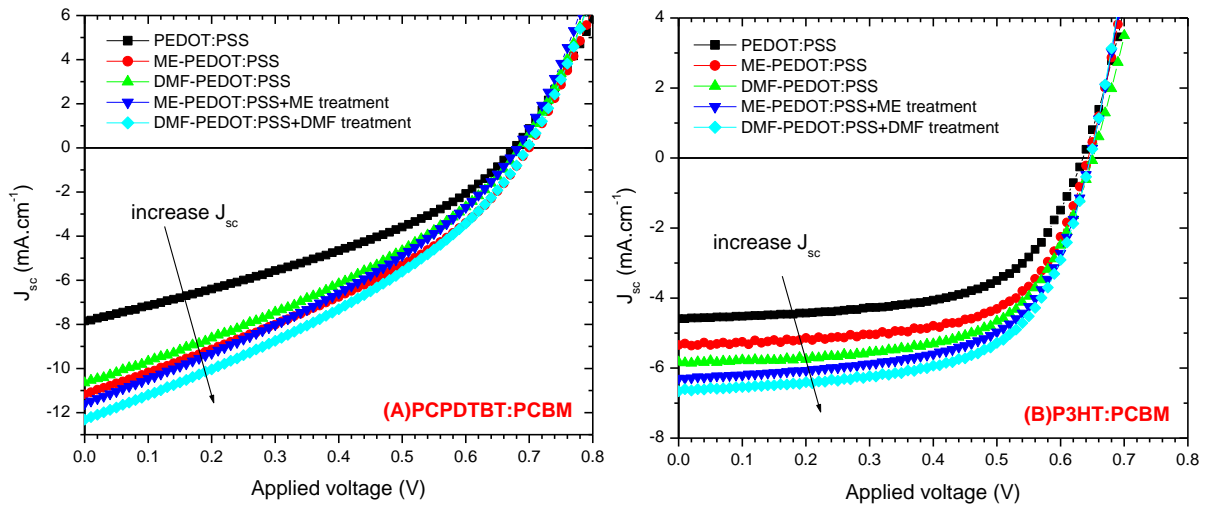 6
4
2
0
-2
-4
-6
-8
-10
-12
J_sc (mA.cm^-1)
PEDOT:PSS
ME-PEDOT:PSS
DMF-PEDOT:PSS
ME-PEDOT:PSS+ME treatment
DMF-PEDOT:PSS+DMF treatment
increase J_sc
(A)PCPDTBT:PCBM
0.0 0.1 0.2 0.3 0.4 0.5 0.6 0.7 0.8
Applied voltage (V)
4
2
0
-2
-4
-6
-8
J_sc (mA.cm^-1)
PEDOT:PSS
ME-PEDOT:PSS
DMF-PEDOT:PSS
ME-PEDOT:PSS+ME treatment
DMF-PEDOT:PSS+DMF treatment
increase J_sc
(B)P3HT:PCBM
0.0 0.1 0.2 0.3 0.4 0.5 0.6 0.7 0.8
Applied voltage (V)